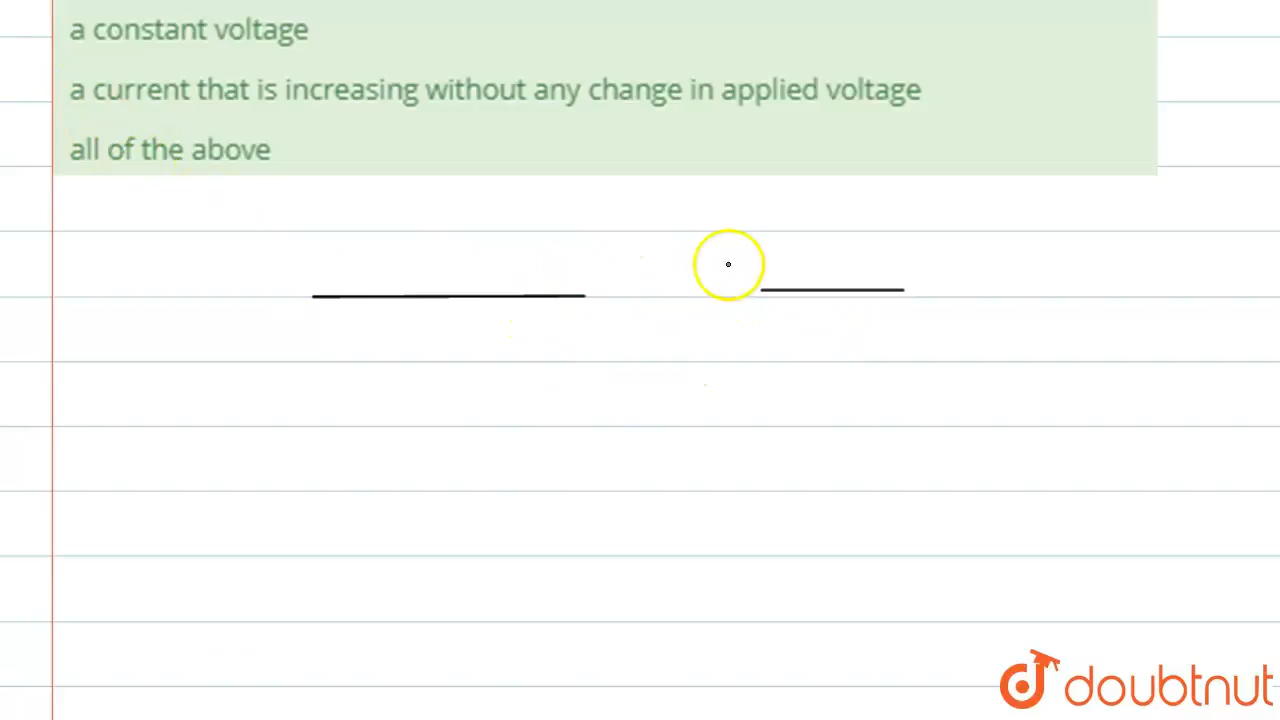 a constant voltage
a current that is increasing without any change in applied voltage
all of the above
doubtnut